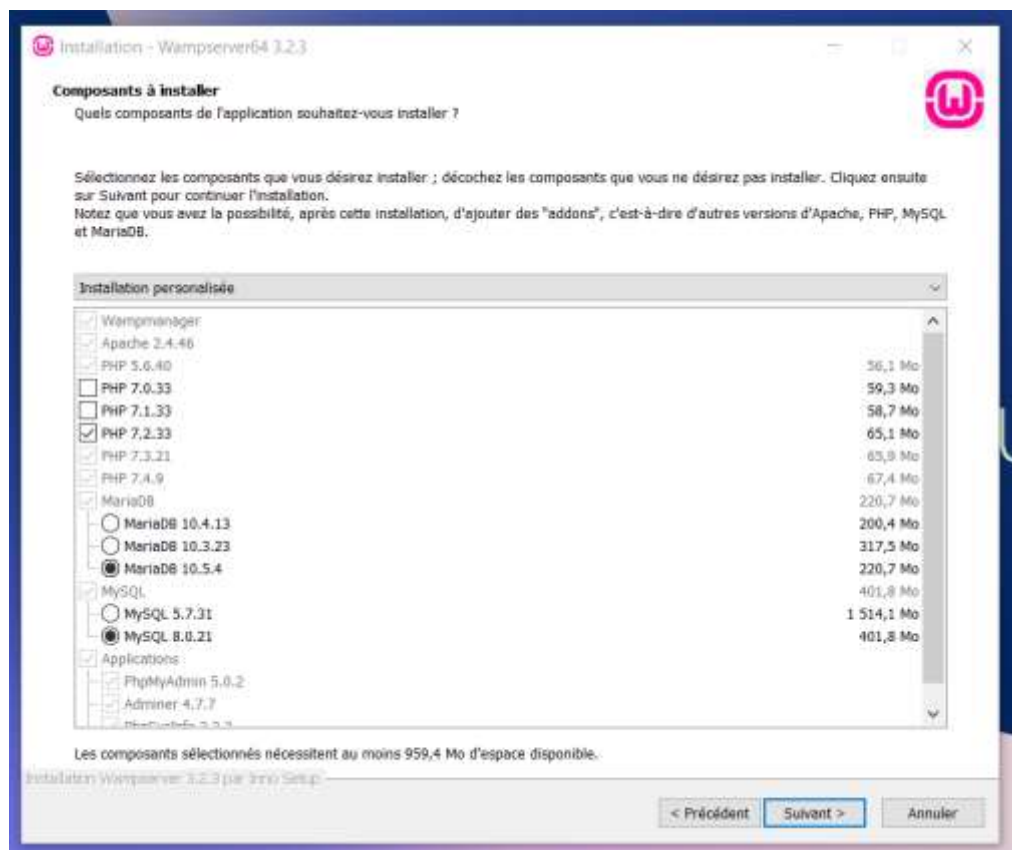 Installation - Wampserver64 3.2.3
Composants à installer
Quels composants de l'application souhaitez-vous installer ?
Sélectionnez les composants que vous désirez installer ; décochez les composants que vous ne désirez pas installer. Cliquez ensuite
sur Suivant pour continuer l'installation.
Notez que vous avez la possibilité, après cette installation, d'ajouter des "addons", c'est-à-dire d'autres versions d'Apache, PHP, MySQL
et MariaDB.
Installation personalisée
Wampmanager
Apache 2.4.46
PHP 5.6.40 56,1 Mo
PHP 7.0.33 59,3 Mo
PHP 7.1.33 58,7 Mo
PHP 7.2.33 65,1 Mo
PHP 7.3.21 65,9 Mo
PHP 7.4.9 67,4 Mo
MariaDB 220,7 Mo
MariaDB 10.4.13 200,4 Mo
MariaDB 10.3.23 317,5 Mo
MariaDB 10.5.4 220,7 Mo
MySQL 401,8 Mo
MySQL 5.7.31 1 514,1 Mo
MySQL 8.0.21 401,8 Mo
Applications
PhpMyAdmin 5.0.2
Adminer 4.7.7
Les composants sélectionnés nécessitent au moins 959,4 Mo d'espace disponible.
Installation Wampserver 3.2.3 par Inno Setup
< Précédent Suivant > Annuler